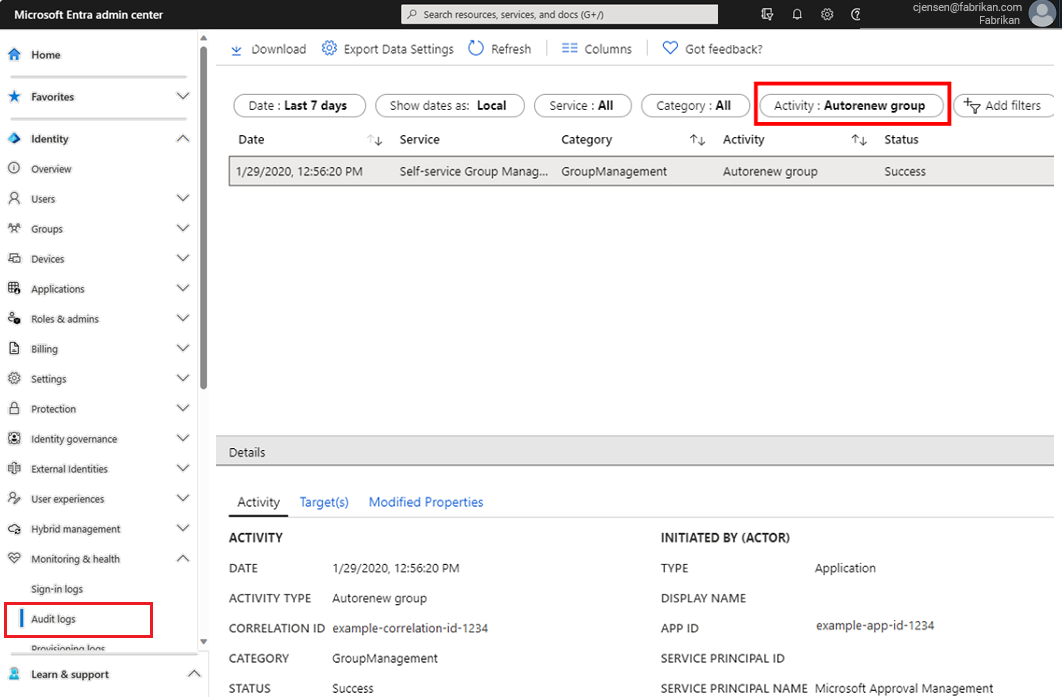 Microsoft Entra admin center
Search resources, services, and docs (G+/)
cjensen@fabrikan.com
Fabrikan
Home
Favorites
Identity
Overview
Users
Groups
Devices
Applications
Roles & admins
Billing
Settings
Protection
Identity governance
External Identities
User experiences
Hybrid management
Monitoring & health
Sign-in logs
Audit logs
Provisioning logs
Learn & support
Download Export Data Settings Refresh Columns Got feedback?
Date : Last 7 days Show dates as: Local Service : All Category : All Activity : Autorenew group Add filters
Date Service Category Activity Status
1/29/2020, 12:56:20 PM Self-service Group Manag... GroupManagement Autorenew group Success
Details
Activity Target(s) Modified Properties
ACTIVITY
DATE 1/29/2020, 12:56:20 PM
ACTIVITY TYPE Autorenew group
CORRELATION ID example-correlation-id-1234
CATEGORY GroupManagement
STATUS Success
INITIATED BY (ACTOR)
TYPE Application
DISPLAY NAME
APP ID example-app-id-1234
SERVICE PRINCIPAL ID
SERVICE PRINCIPAL NAME Microsoft Approval Management